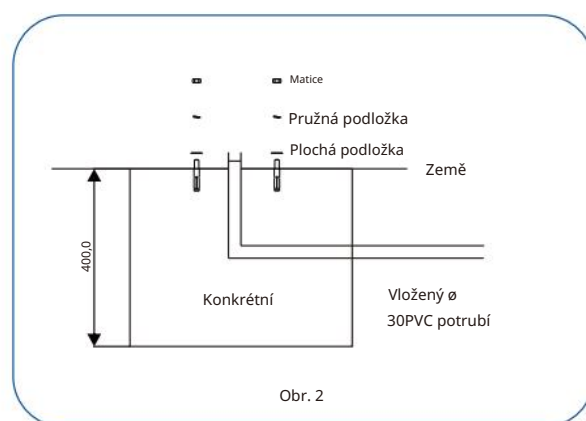 Matice
Pružná podložka
Plochá podložka
Země
400,0
Konkrétní
Vložený ø
30PVC potrubí
Obr. 2